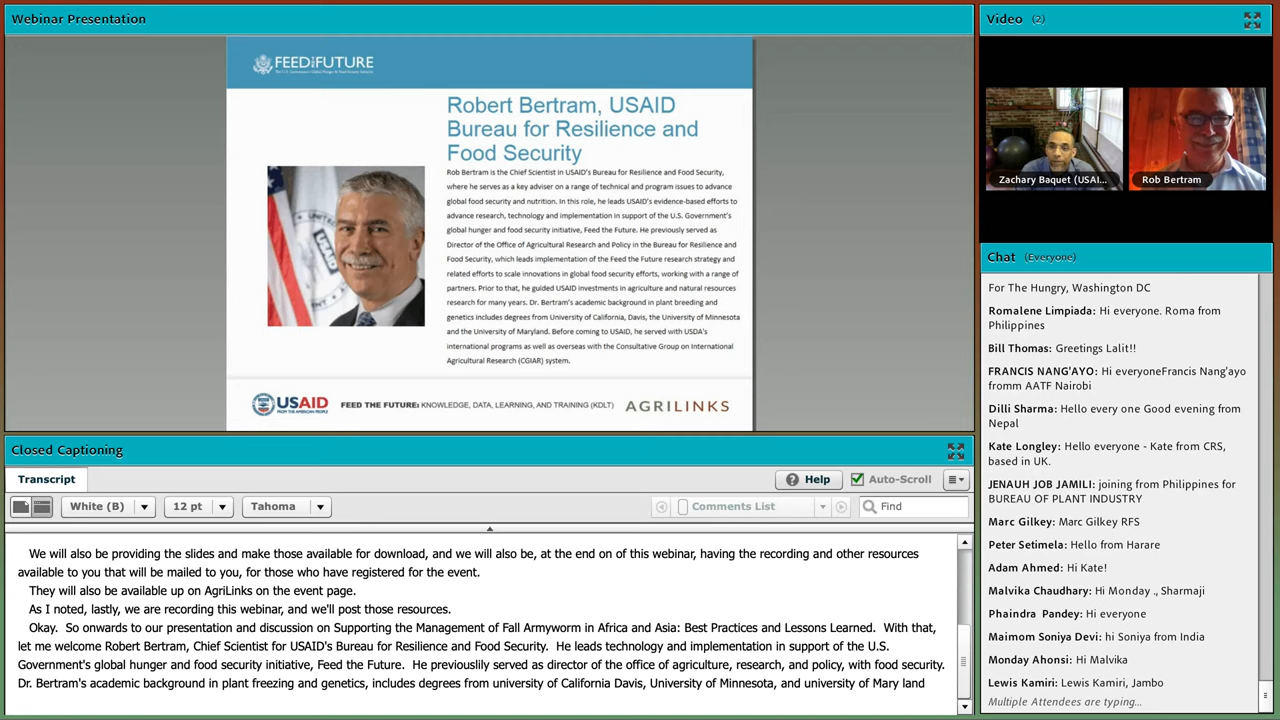 Webinar Presentation
FEED THE FUTURE
The U.S. Government's Global Hunger & Food Security Initiative
Robert Bertram, USAID
Bureau for Resilience and
Food Security
Rob Bertram is the Chief Scientist in USAID's Bureau for Resilience and Food Security,
where he serves as a key adviser on a range of technical and program issues to advance
global food security and nutrition. In this role, he leads USAID's evidence-based efforts to
advance research, technology and implementation in support of the U.S. Government's
global hunger and food security initiative, Feed the Future. He previously served as
Director of the Office of Agricultural Research and Policy in the Bureau for Resilience and
Food Security, which leads implementation of the Feed the Future research strategy and
related efforts to scale innovations in global food security efforts, working with a range of
partners. Prior to that, he guided USAID investments in agriculture and natural resources
research for many years. Dr. Bertram's academic background in plant breeding and
genetics includes degrees from University of California, Davis, the University of Minnesota
and the University of Maryland. Before coming to USAID, he served with USDA's
international programs as well as overseas with the Consultative Group on International
Agricultural Research (CGIAR) system.
USAID
FROM THE AMERICAN PEOPLE
FEED THE FUTURE: KNOWLEDGE, DATA, LEARNING, AND TRAINING (KDLT)
AGRILINKS
Closed Captioning
Transcript
Help
Auto-Scroll
White (B)
12 pt
Tahoma
Comments List
Find
We will also be providing the slides and make those available for download, and we will also be, at the end on of this webinar, having the recording and other resources
available to you that will be mailed to you, for those who have registered for the event.
They will also be available up on AgriLinks on the event page.
As I noted, lastly, we are recording this webinar, and we'll post those resources.
Okay. So onwards to our presentation and discussion on Supporting the Management of Fall Armyworm in Africa and Asia: Best Practices and Lessons Learned. With that,
let me welcome Robert Bertram, Chief Scientist for USAID's Bureau for Resilience and Food Security. He leads technology and implementation in support of the U.S.
Government's global hunger and food security initiative, Feed the Future. He previouslily served as director of the office of agriculture, research, and policy, with food security.
Dr. Bertram's academic background in plant freezing and genetics, includes degrees from university of California Davis, University of Minnesota, and university of Mary land
Video (2)
Zachary Baquet (USAI...
Rob Bertram
Chat (Everyone)
For The Hungry, Washington DC
Romalene Limpiada: Hi everyone. Roma from
Philippines
Bill Thomas: Greetings Lalit!!
FRANCIS NANG'AYO: Hi everyoneFrancis Nang'ayo
fromm AATF Nairobi
Dilli Sharma: Hello every one Good evening from
Nepal
Kate Longley: Hello everyone - Kate from CRS,
based in UK.
JENAUH JOB JAMILI: joining from Philippines for
BUREAU OF PLANT INDUSTRY
Marc Gilkey: Marc Gilkey RFS
Peter Setimela: Hello from Harare
Adam Ahmed: Hi Kate!
Malvika Chaudhary: Hi Monday ., Sharmaji
Phaindra Pandey: Hi everyone
Maimom Soniya Devi: hi Soniya from India
Monday Ahonsi: Hi Malvika
Lewis Kamiri: Lewis Kamiri, Jambo
Multiple Attendees are typing...